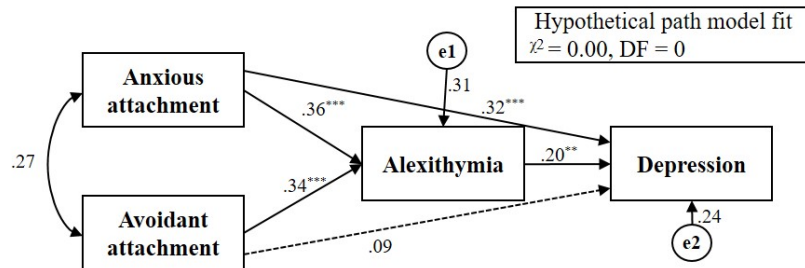 Hypothetical path model fit
χ² = 0.00, DF = 0
e1
Anxious
attachment
.31
.36***
.32***
.27
Alexithymia
.20**
Depression
.34***
Avoidant
attachment
.09
.24
e2